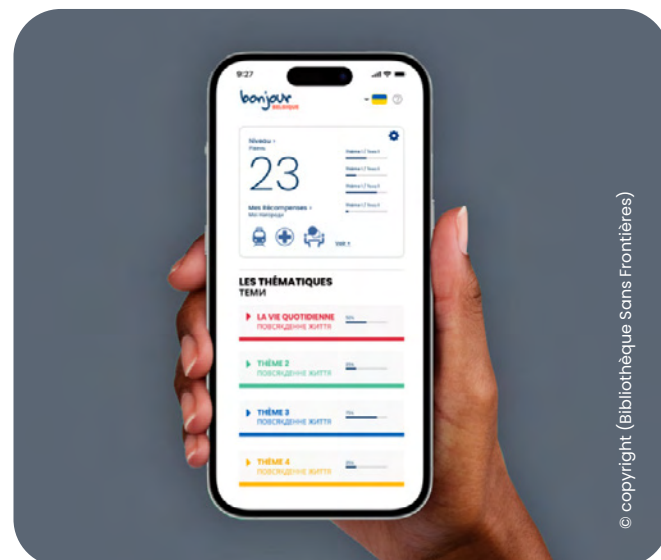 9:27
bonjour
BELGIQUE
Niveau
23
Mes Récompenses
LES THÉMATIQUES
ТЕМИ
LA VIE QUOTIDIENNE
ПОВСЯКДЕННЕ ЖИТТЯ
THÈME 2
ПОВСЯКДЕННЕ ЖИТТЯ
THÈME 3
ПОВСЯКДЕННЕ ЖИТТЯ
THÈME 4
ПОВСЯКДЕННЕ ЖИТТЯ
© copyright (Bibliothèque Sans Frontières)